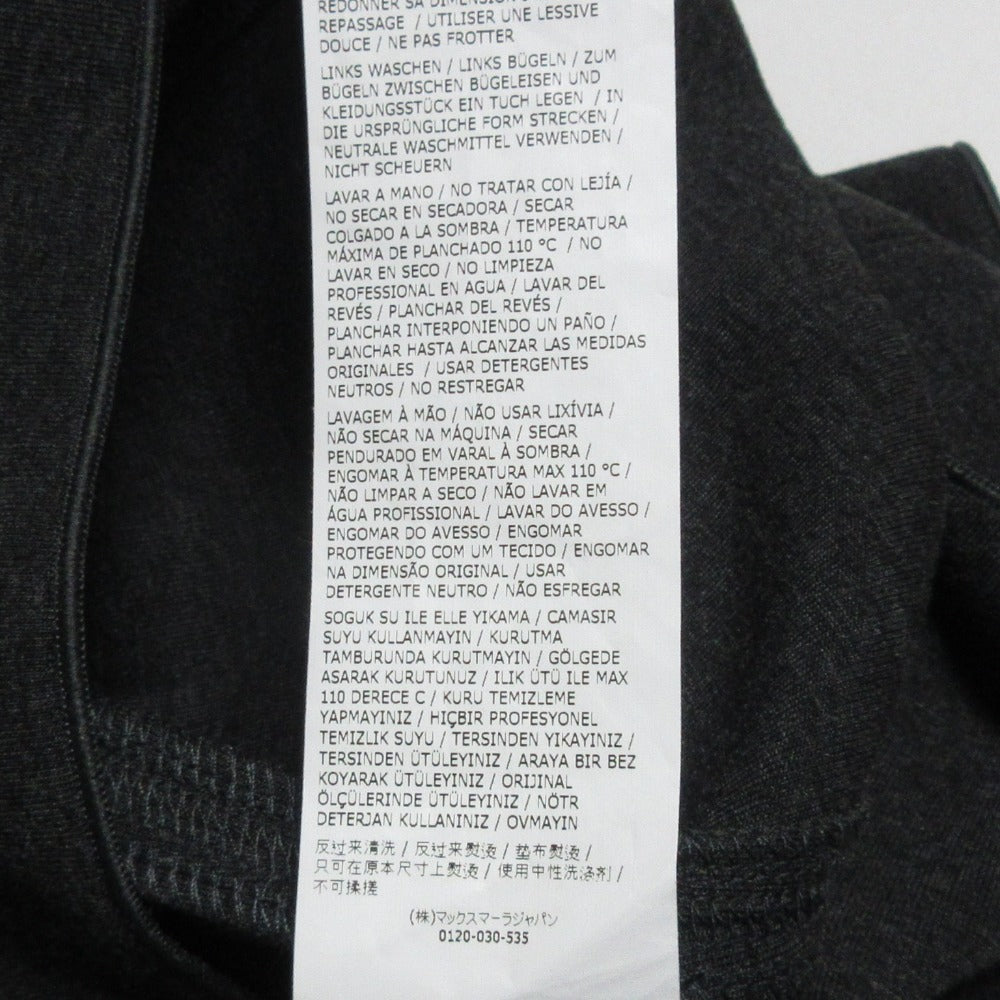 REDONNER SA DIMENSION
REPASSAGE / UTILISER UNE LESSIVE
DOUCE / NE PAS FROTTER
LINKS WASCHEN / LINKS BÜGELN / ZUM
BÜGELN ZWISCHEN BÜGELEISEN UND
KLEIDUNGSSTÜCK EIN TUCH LEGEN / IN
DIE URSPRÜNGLICHE FORM STRECKEN /
NEUTRALE WASCHMITTEL VERWENDEN /
NICHT SCHEUERN
LAVAR A MANO / NO TRATAR CON LEJÍA /
NO SECAR EN SECADORA / SECAR
COLGADO A LA SOMBRA / TEMPERATURA
MÁXIMA DE PLANCHADO 110 °C / NO
LAVAR EN SECO / NO LIMPIEZA
PROFESSIONAL EN AGUA / LAVAR DEL
REVÉS / PLANCHAR DEL REVÉS /
PLANCHAR INTERPONIENDO UN PAÑO /
PLANCHAR HASTA ALCANZAR LAS MEDIDAS
ORIGINALES / USAR DETERGENTES
NEUTROS / NO RESTREGAR
LAVAGEM À MÃO / NÃO USAR LIXÍVIA /
NÃO SECAR NA MÁQUINA / SECAR
PENDURADO EM VARAL À SOMBRA /
ENGOMAR À TEMPERATURA MAX 110 °C /
NÃO LIMPAR A SECO / NÃO LAVAR EM
ÁGUA PROFISSIONAL / LAVAR DO AVESSO /
ENGOMAR DO AVESSO / ENGOMAR
PROTEGENDO COM UM TECIDO / ENGOMAR
NA DIMENSÃO ORIGINAL / USAR
DETERGENTE NEUTRO / NÃO ESFREGAR
SOGUK SU ILE ELLE YIKAMA / CAMASIR
SUYU KULLANMAYIN / KURUTMA
TAMBURUNDA KURUTMAYIN / GÖLGEDE
ASARAK KURUTUNUZ / ILIK ÜTÜ ILE MAX
110 DERECE C / KURU TEMIZLEME
YAPMAYINIZ / HIÇBIR PROFESYONEL
TEMIZLIK SUYU / TERSINDEN YIKAYINIZ /
TERSINDEN ÜTÜLEYINIZ / ARAYA BIR BEZ
KOYARAK ÜTÜLEYINIZ / ORIJINAL
ÖLÇÜLERINDE ÜTÜLEYINIZ / NÖTR
DETERJAN KULLANINIZ / OVMAYIN
反过来清洗 / 反过来熨烫 / 垫布熨烫 /
只可在原本尺寸上熨烫 / 使用中性洗涤剂 /
不可揉搓
(株)マックスマーラジャパン
0120-030-535